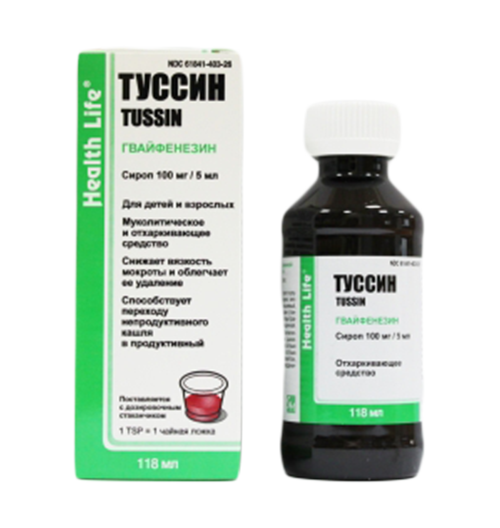 NDC 61841-403-26
Health Life®
ТУССИН
TUSSIN
ГВАЙФЕНЕЗИН
Сироп 100 мг / 5 мл
Для детей и взрослых
Муколитическое
и отхаркивающее
средство
Снижает вязкость
мокроты и облегчает
ее удаление
Способствует
переходу
непродуктивного
кашля
в продуктивный
Поставляется
с дозировочным
стаканчиком
1 TSP = 1 чайная ложка
118 мл
Health Life®
ТУССИН
TUSSIN
ГВАЙФЕНЕЗИН
Сироп 100 мг / 5 мл
Отхаркивающее
средство
118 мл